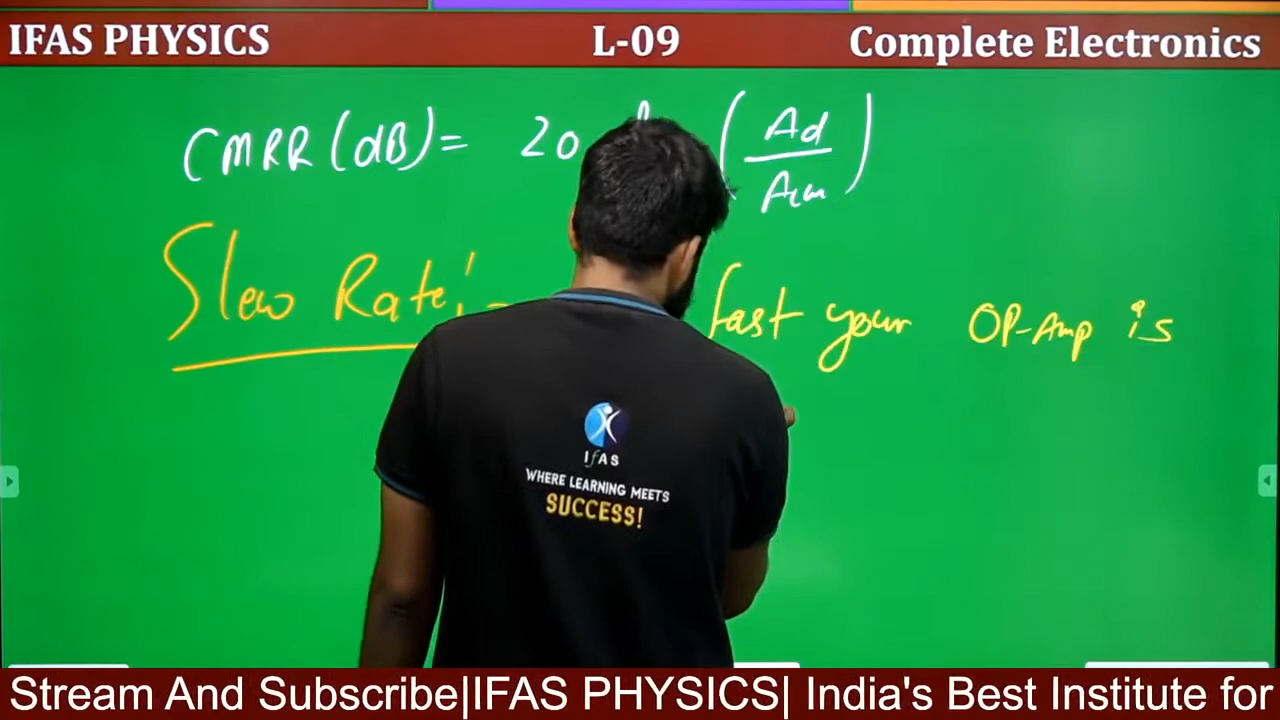 IFAS PHYSICS L-09 Complete Electronics
CMRR (dB) = 20 (Ad/Acm)
Slew Rate:- fast your OP-Amp is
IfAS
WHERE LEARNING MEETS
SUCCESS!
Stream And Subscribe|IFAS PHYSICS| India's Best Institute for